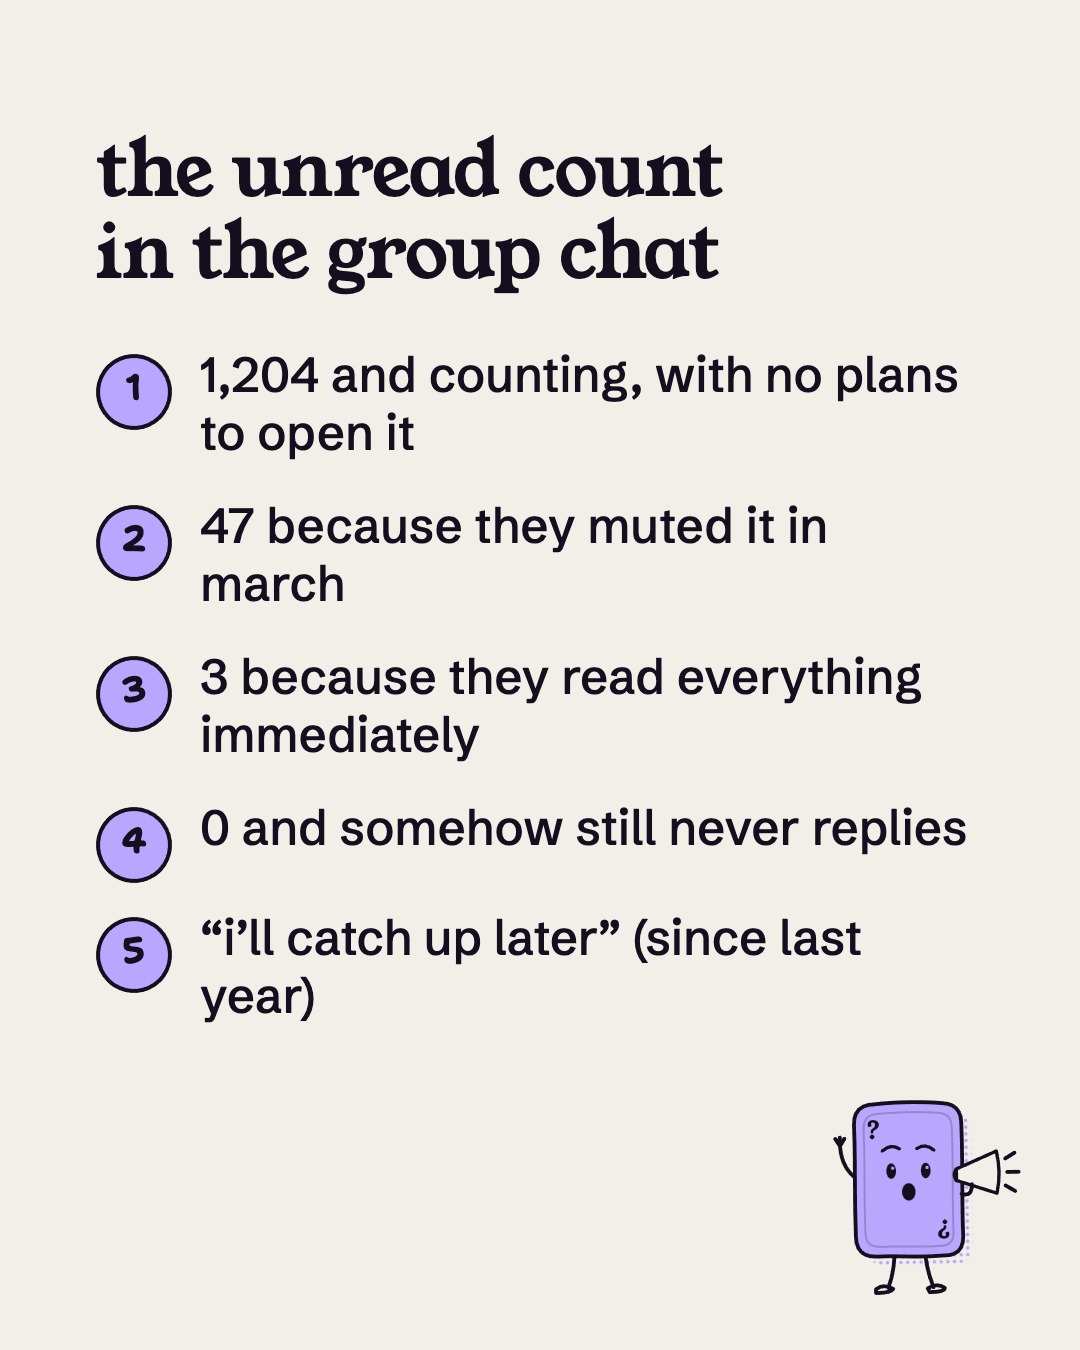 the unread count
in the group chat
1
1,204 and counting, with no plans
to open it
2
47 because they muted it in
march
3
3 because they read everything
immediately
4
0 and somehow still never replies
5
“i’ll catch up later” (since last
year)
?
?